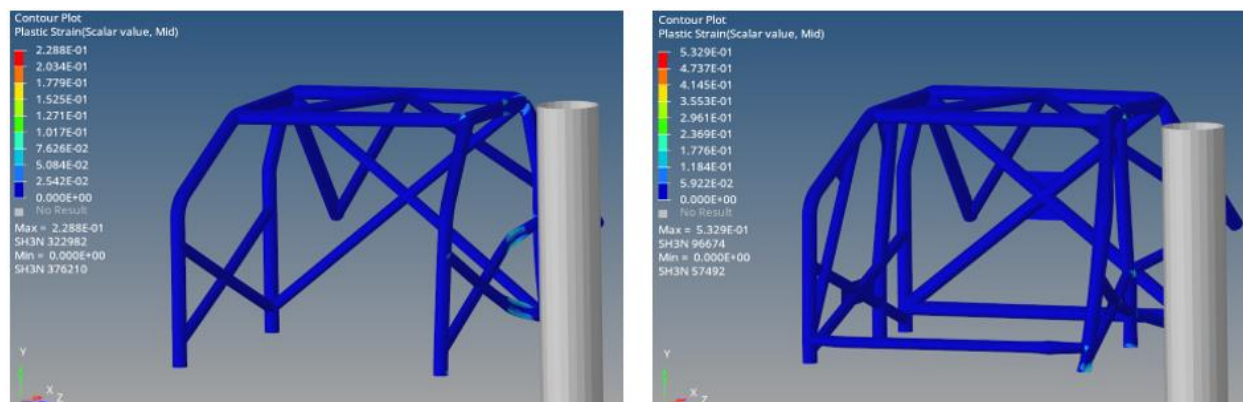 Contour Plot
Plastic Strain(Scalar value, Mid)
2.288E-01
2.034E-01
1.779E-01
1.525E-01
1.271E-01
1.017E-01
7.626E-02
5.084E-02
2.542E-02
0.000E+00
No Result
Max = 2.288E-01
SH3N 322982
Min = 0.000E+00
SH3N 376210
Y
X
Z
Contour Plot
Plastic Strain(Scalar value, Mid)
5.329E-01
4.737E-01
4.145E-01
3.553E-01
2.961E-01
2.369E-01
1.776E-01
1.184E-01
5.922E-02
0.000E+00
No Result
Max = 5.329E-01
SH3N 96674
Min = 0.000E+00
SH3N 57492
Y
X
Z